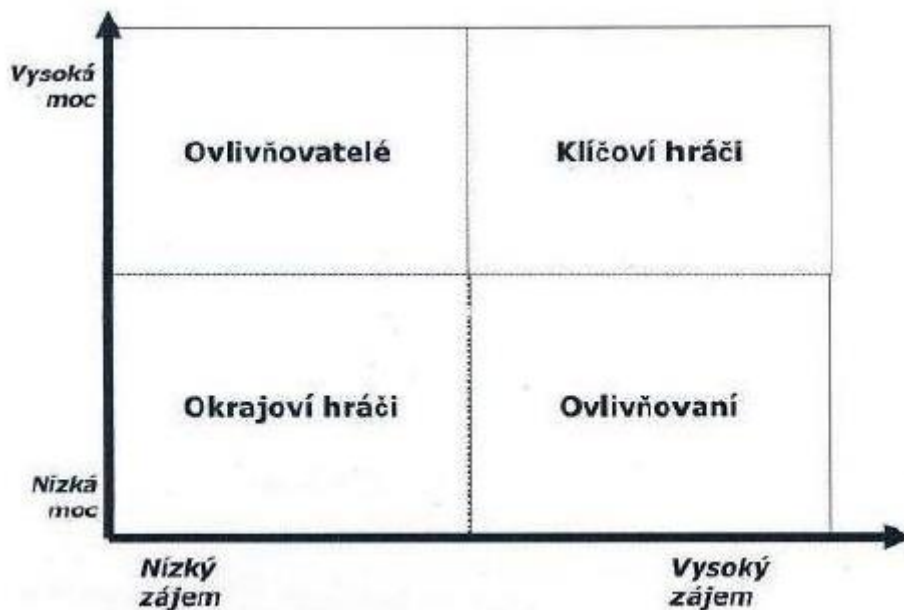 Vysoká
moc
Ovlivňovatelé
Klíčoví hráči
Okrajoví hráči
Ovlivňovaní
Nízká
moc
Nízký
zájem
Vysoký
zájem